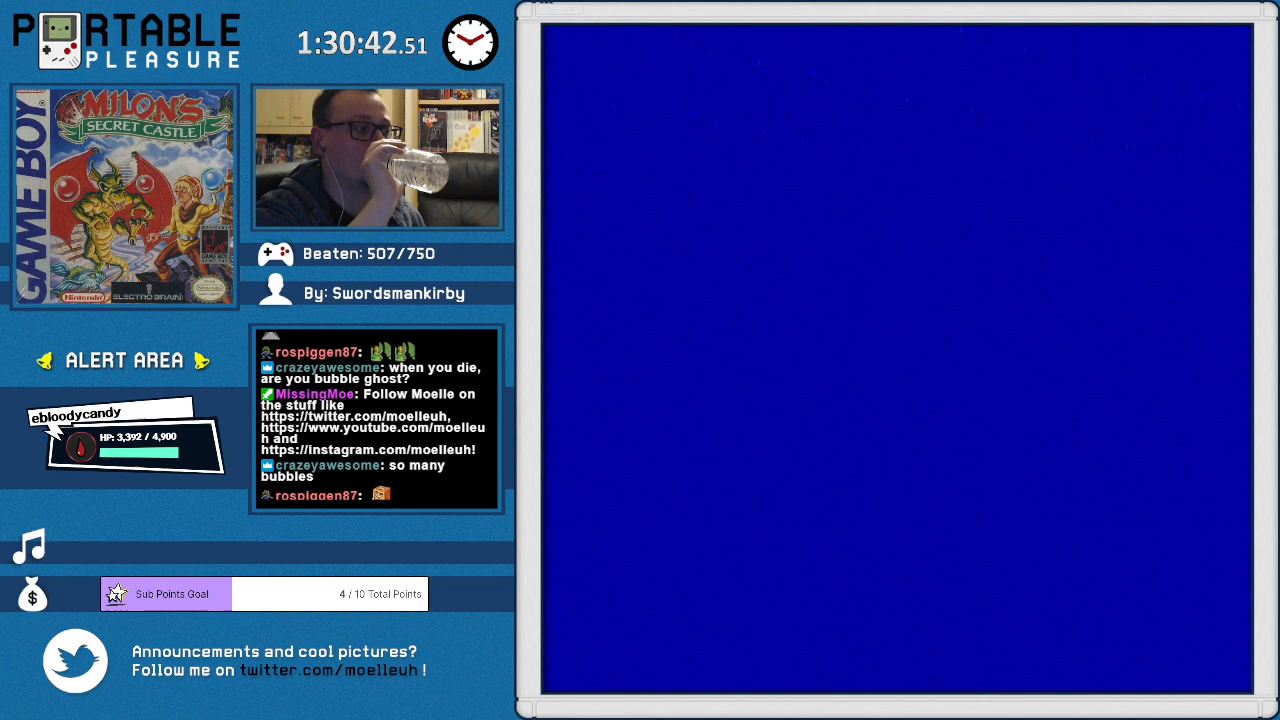 PORTABLE
PLEASURE
1:30:42.51
GAME BOY
MILON'S
SECRET CASTLE
Nintendo
ELECTRO BRAIN
Beaten: 507/750
By: Swordsmankirby
ALERT AREA
ebloodycandy
HP: 3,392 / 4,900
rospiggen87:
crazeyawesome: when you die,
are you bubble ghost?
MissingMoe: Follow Moelle on
the stuff like
https://twitter.com/moelleuh,
https://www.youtube.com/moelleu
h and
https://instagram.com/moelleuh!
crazeyawesome: so many
bubbles
rospiggen87:
Sub Points Goal
4 / 10 Total Points
Announcements and cool pictures?
Follow me on twitter.com/moelleuh !